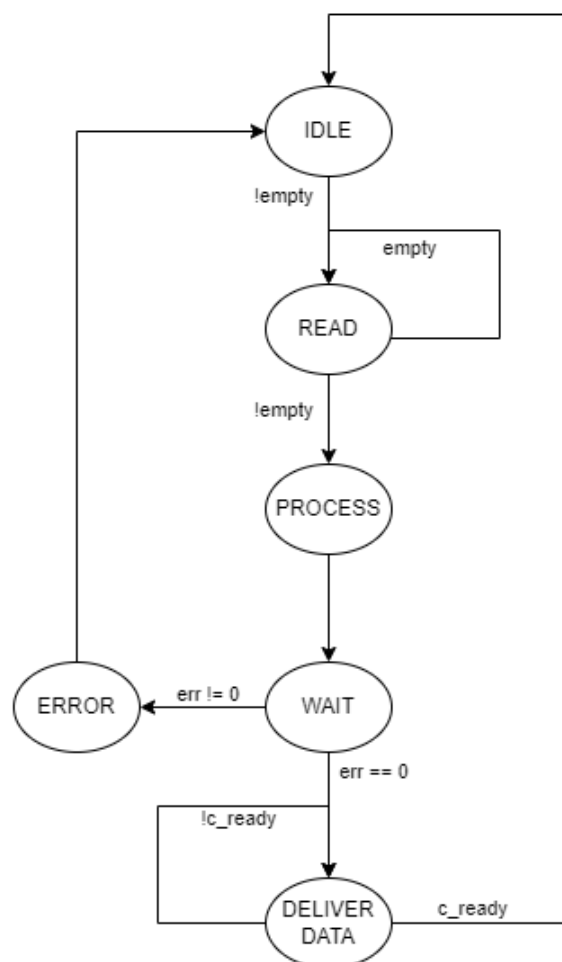 IDLE
!empty
empty
READ
!empty
PROCESS
ERROR
err != 0
WAIT
err == 0
!c_ready
DELIVER
DATA
c_ready